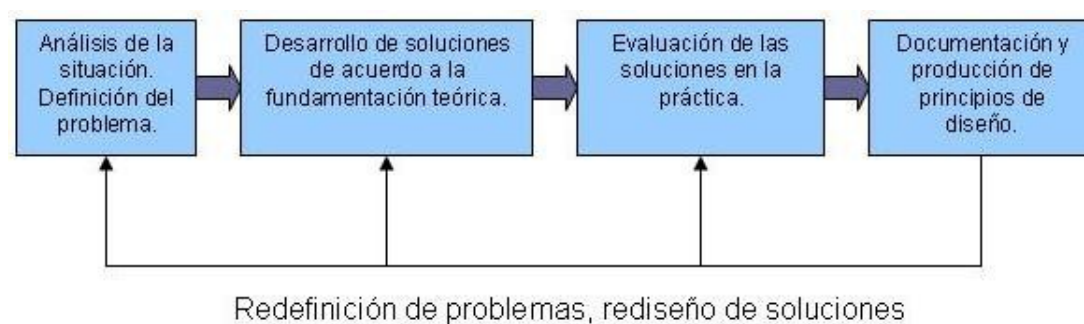 Análisis de la
situación.
Definición del
problema.
Desarrollo de soluciones
de acuerdo a la
fundamentación teórica.
Evaluación de las
soluciones en la
práctica.
Documentación y
producción de
principios de
diseño.
Redefinición de problemas, rediseño de soluciones